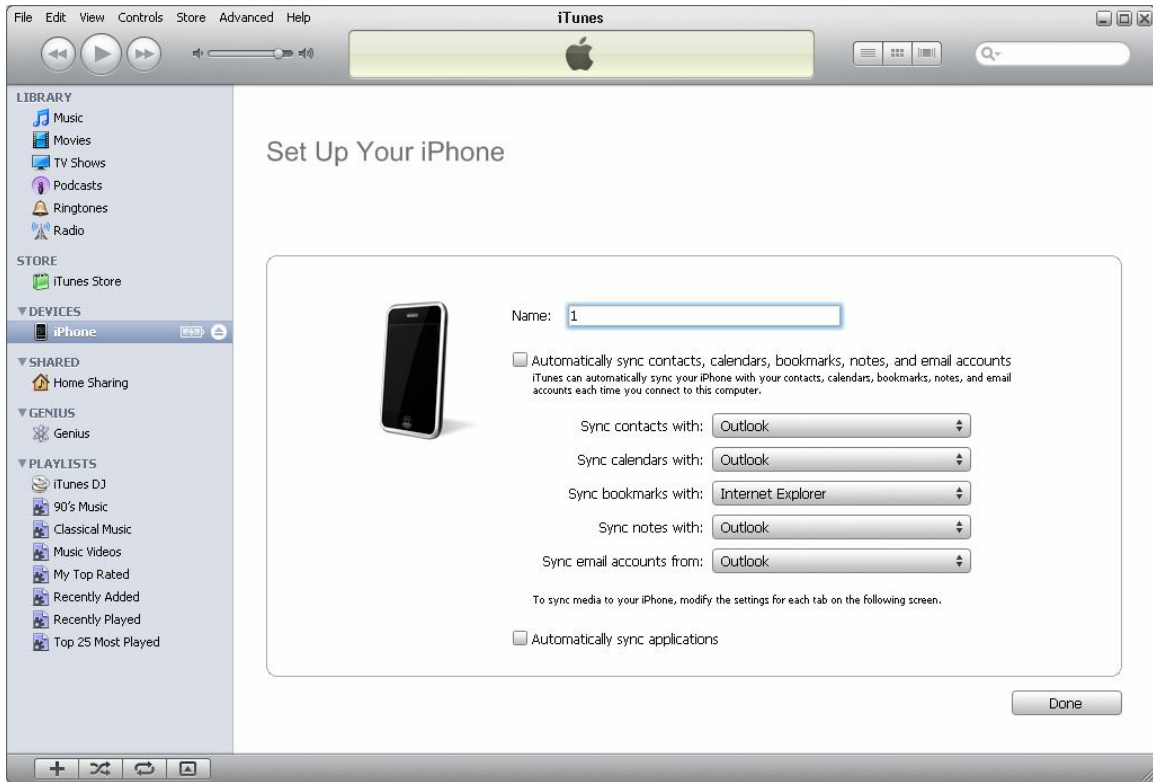 File Edit View Controls Store Advanced Help
iTunes
LIBRARY
Music
Movies
TV Shows
Podcasts
Ringtones
Radio
STORE
iTunes Store
DEVICES
iPhone
SHARED
Home Sharing
GENIUS
Genius
PLAYLISTS
iTunes DJ
90's Music
Classical Music
Music Videos
My Top Rated
Recently Added
Recently Played
Top 25 Most Played
Set Up Your iPhone
Name: 1
Automatically sync contacts, calendars, bookmarks, notes, and email accounts
iTunes can automatically sync your iPhone with your contacts, calendars, bookmarks, notes, and email
accounts each time you connect to this computer.
Sync contacts with: Outlook
Sync calendars with: Outlook
Sync bookmarks with: Internet Explorer
Sync notes with: Outlook
Sync email accounts from: Outlook
To sync media to your iPhone, modify the settings for each tab on the following screen.
Automatically sync applications
Done